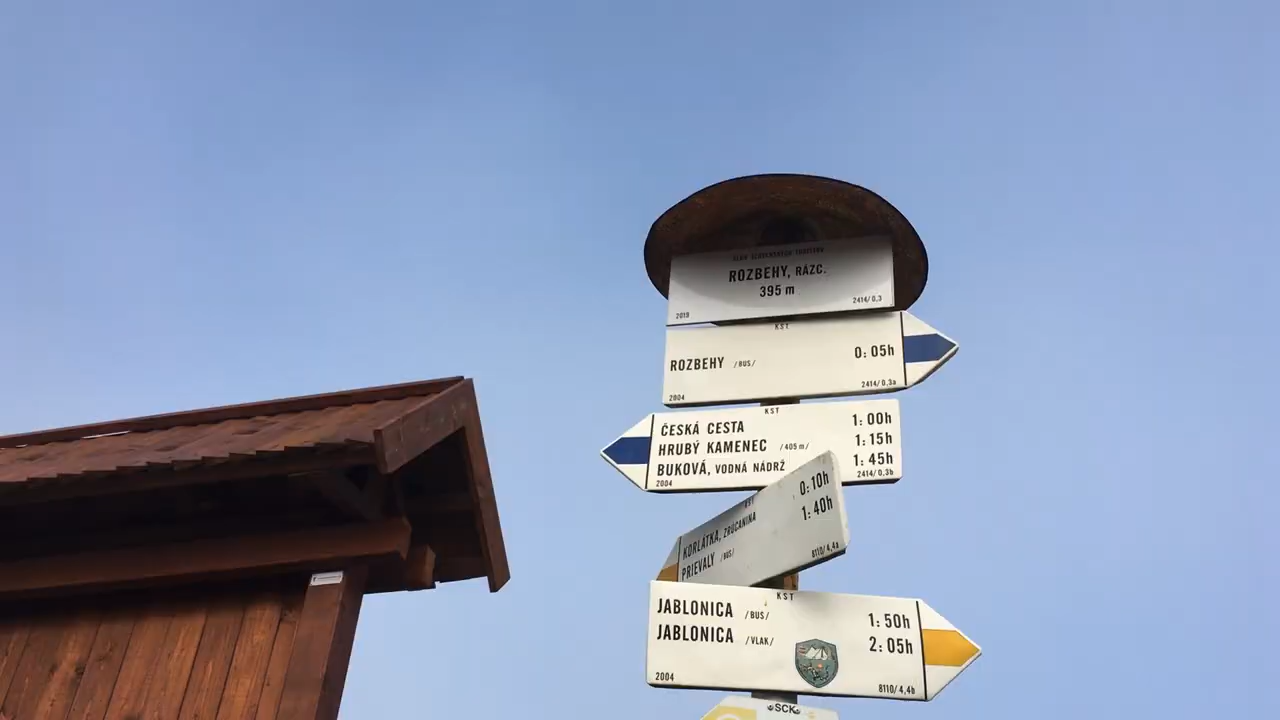 KLUB SLOVENSKÝCH TURISTOV
ROZBEHY, RÁZC.
395 m
2019 2414/0,3
KST
ROZBEHY /BUS/ 0:05h
2004 2414/0,3a
KST
ČESKÁ CESTA 1:00h
HRUBÝ KAMENEC /405 m/ 1:15h
BUKOVÁ, VODNÁ NÁDRŽ 1:45h
2004 2414/0,3b
KST
KORLÁTKA, ZRÚCANINA 0:10h
PRIEVALY /BUS/ 1:40h
8110/4,4a
KST
JABLONICA /BUS/ 1:50h
JABLONICA /VLAK/ 2:05h
2004 8110/4,4b
SCK